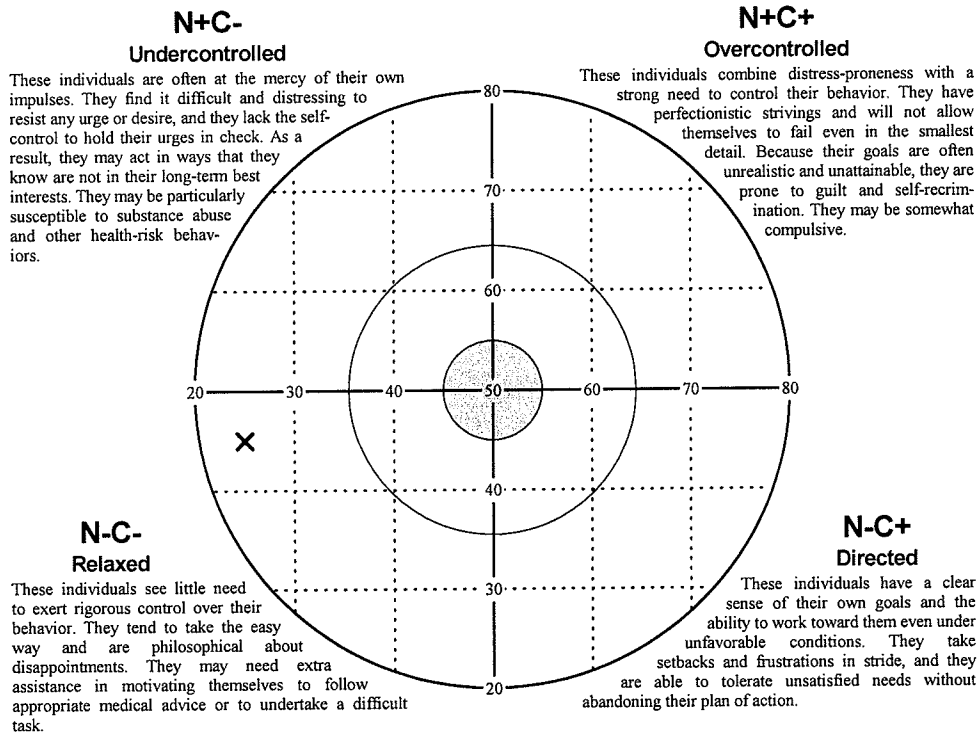 N+C-
Undercontrolled
These individuals are often at the mercy of their own
impulses. They find it difficult and distressing to
resist any urge or desire, and they lack the self-
control to hold their urges in check. As a
result, they may act in ways that they
know are not in their long-term best
interests. They may be particularly
susceptible to substance abuse
and other health-risk behav-
iors.
N+C+
Overcontrolled
These individuals combine distress-proneness with a
strong need to control their behavior. They have
perfectionistic strivings and will not allow
themselves to fail even in the smallest
detail. Because their goals are often
unrealistic and unattainable, they are
prone to guilt and self-recrim-
ination. They may be somewhat
compulsive.
80
70
60
20
30
40
50
60
70
80
40
30
20
N-C-
Relaxed
These individuals see little need
to exert rigorous control over their
behavior. They tend to take the easy
way and are philosophical about
disappointments. They may need extra
assistance in motivating themselves to follow
appropriate medical advice or to undertake a difficult
task.
N-C+
Directed
These individuals have a clear
sense of their own goals and the
ability to work toward them even under
unfavorable conditions. They take
setbacks and frustrations in stride, and they
are able to tolerate unsatisfied needs without
abandoning their plan of action.